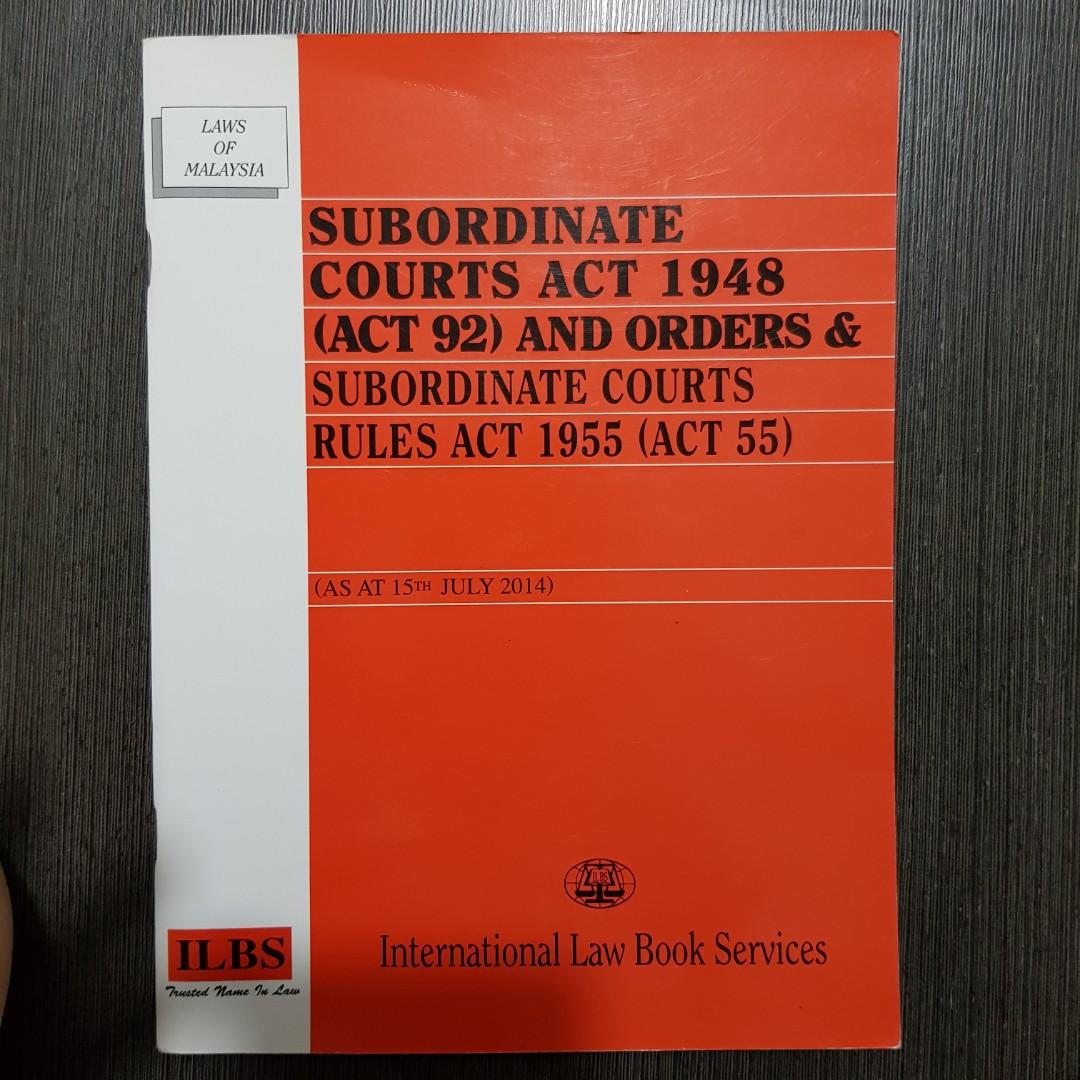 LAWS
OF
MALAYSIA
SUBORDINATE
COURTS ACT 1948
(ACT 92) AND ORDERS &
SUBORDINATE COURTS
RULES ACT 1955 (ACT 55)
(AS AT 15TH JULY 2014)
ILBS
International Law Book Services
ILBS
Trusted Name In Law